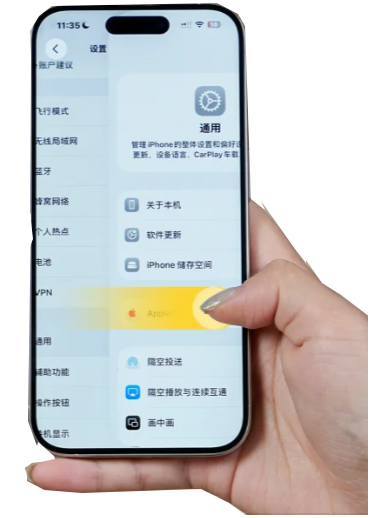 11:35
设置
账户建议
飞行模式
无线局域网
蓝牙
蜂窝网络
个人热点
电池
VPN
通用
辅助功能
操作按钮
机显示
通用
管理 iPhone 的整体设置和偏好
更新、设备语言、CarPlay 车载
关于本机
软件更新
iPhone 储存空间
Apple
隔空投送
隔空播放与连续互通
画中画